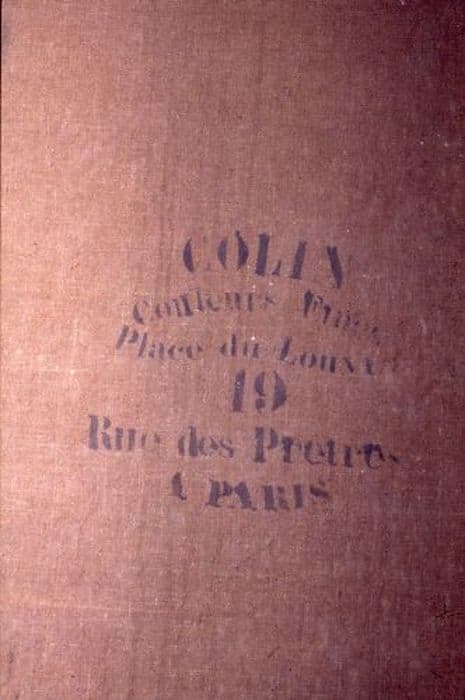 COLIN
Couleurs Fines
Place du Louvre
19
Rue des Pretres
A PARIS